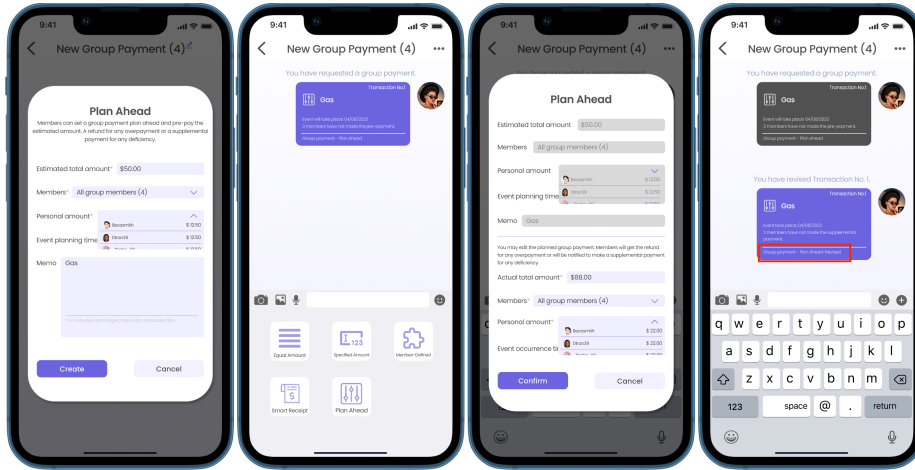 9:41
New Group Payment (4)
Plan Ahead
Members can set a group payment plan ahead and pre-pay the
estimated amount. A refund for any overpayment or a supplemental
payment for any deficiency.
Estimated total amount* $50.00
Members* All group members (4)
Personal
amount*
Beccasmith $ 12.50
Dtron39 $ 12.50
Event planning time
Memo Gas
Create Cancel
9:41
New Group Payment (4)
You have requested a group payment.
Transaction No.1
Gas
Event will take place: 04/08/2023
3 members have not made the pre-payment.
Group payment - Plan Ahead
Equal Amount
Specified Amount
Member-Defined
Smart Receipt
Plan Ahead
9:41
New Group Payment (4)
Plan Ahead
Estimated total amount $50.00
Members All group members (4)
Personal amount
Beccasmith $ 12.50
Dtron39 $ 12.50
Event planning time
Memo Gas
You may edit the planned group payment. Members will get the refund
for any overpayment or will be notified to make a supplemental payment
for any deficiency.
Actual total amount* $88.00
Members* All group members (4)
Personal amount*
Beccasmith $ 22.00
Dtron39 $ 22.00
Event occurrence ti
Confirm Cancel
9:41
New Group Payment (4)
You have requested a group payment.
Transaction No.1
Gas
Event will take place: 04/08/2023
3 members have not made the pre-payment.
Group payment - Plan Ahead
You have revised Transaction No. 1.
Transaction No.1
Gas
Event took place: 04/08/2023
3 members have not made the supplemental
payment.
Group payment - Plan Ahead-Revised
q w e r t y u i o p
a s d f g h j k l
z x c v b n m
123 space @ . return